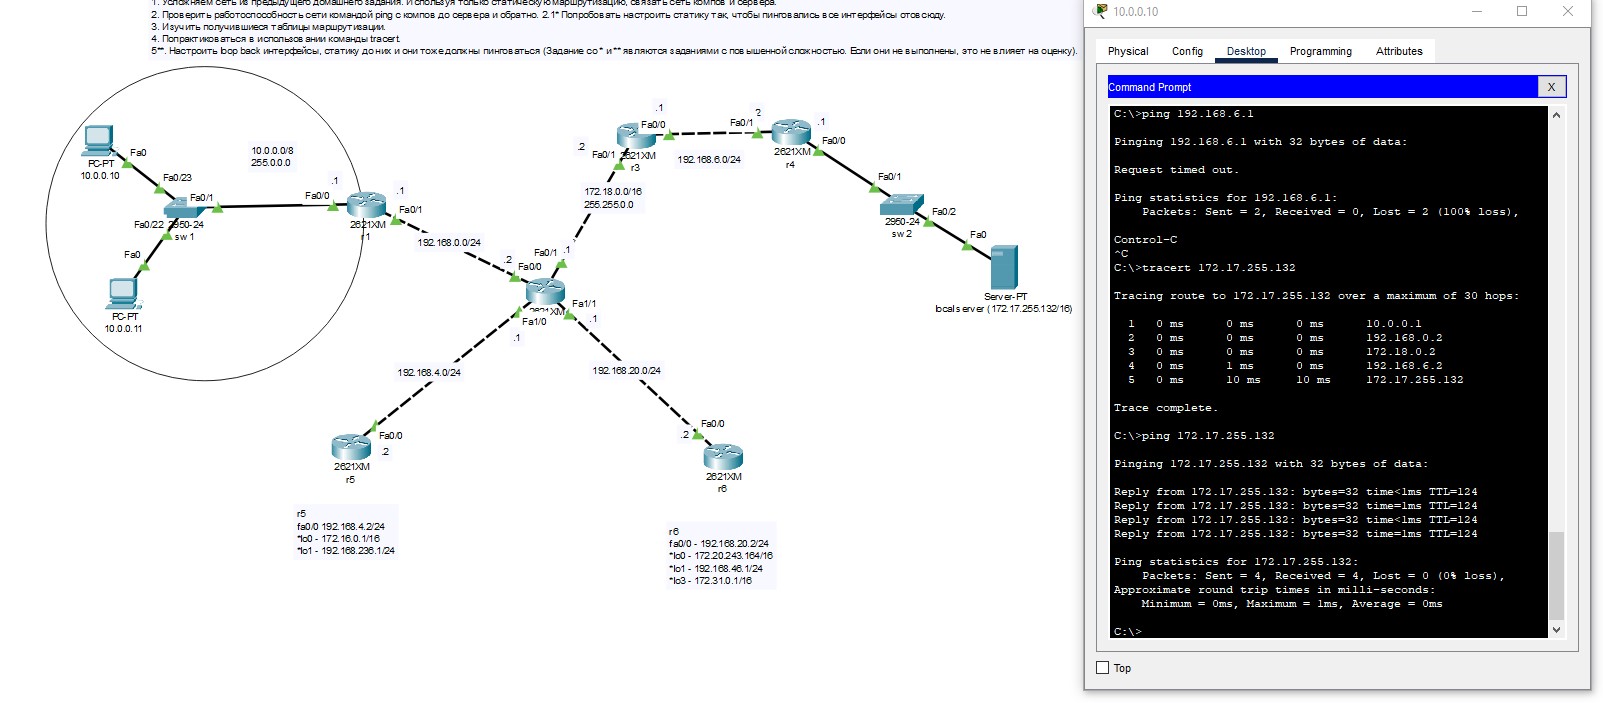 1. Усложняем сеть из предыдущего домашнего задания. Используя только статическую маршрутизацию, связать сеть компов и сервера.
2. Проверить работоспособность сети командой ping с компов до сервера и обратно. 2.1* Попробовать настроить статику так, чтобы пинговались все интерфейсы отовсюду.
3. Изучить получившиеся таблицы маршрутизации.
4. Попрактиковаться в использовании команды tracert.
5**. Настроить loop back интерфейсы, статику до них и они тоже должны пинговаться (Задание со * и ** являются заданиями с повышенной сложностью. Если они не выполнены, это не влияет на оценку).
PC-PT
10.0.0.10
Fa0
Fa0/23
Fa0/1
Fa0/22
2950-24
sw1
Fa0
PC-PT
10.0.0.11
10.0.0.0/8
255.0.0.0
.1
Fa0/0
.1
Fa0/1
2621XM
r1
192.168.0.0/24
.2
Fa0/0
Fa0/1
.1
2621XM
Fa1/0
.1
Fa1/1
.1
172.18.0.0/16
255.255.0.0
.2
Fa0/1
.1
Fa0/0
2621XM
r3
192.168.6.0/24
.2
Fa0/1
.1
Fa0/0
2621XM
r4
Fa0/1
2950-24
sw2
Fa0/2
Fa0
Server-PT
local server (172.17.255.132/16)
192.168.4.0/24
192.168.20.0/24
Fa0/0
.2
2621XM
r5
Fa0/0
.2
2621XM
r6
r5
fa0/0 192.168.4.2/24
*lo0 - 172.16.0.1/16
*lo1 - 192.168.236.1/24
r6
fa0/0 - 192.168.20.2/24
*lo0 - 172.20.243.164/16
*lo1 - 192.168.46.1/24
*lo3 - 172.31.0.1/16
10.0.0.10
Physical Config Desktop Programming Attributes
Command Prompt X
C:\>ping 192.168.6.1
Pinging 192.168.6.1 with 32 bytes of data:
Request timed out.
Ping statistics for 192.168.6.1:
Packets: Sent = 2, Received = 0, Lost = 2 (100% loss),
Control-C
^C
C:\>tracert 172.17.255.132
Tracing route to 172.17.255.132 over a maximum of 30 hops:
1 0 ms 0 ms 0 ms 10.0.0.1
2 0 ms 0 ms 0 ms 192.168.0.2
3 0 ms 0 ms 0 ms 172.18.0.2
4 0 ms 1 ms 0 ms 192.168.6.2
5 0 ms 10 ms 10 ms 172.17.255.132
Trace complete.
C:\>ping 172.17.255.132
Pinging 172.17.255.132 with 32 bytes of data:
Reply from 172.17.255.132: bytes=32 time<1ms TTL=124
Reply from 172.17.255.132: bytes=32 time=1ms TTL=124
Reply from 172.17.255.132: bytes=32 time<1ms TTL=124
Reply from 172.17.255.132: bytes=32 time=1ms TTL=124
Ping statistics for 172.17.255.132:
Packets: Sent = 4, Received = 4, Lost = 0 (0% loss),
Approximate round trip times in milli-seconds:
Minimum = 0ms, Maximum = 1ms, Average = 0ms
C:\>
Top